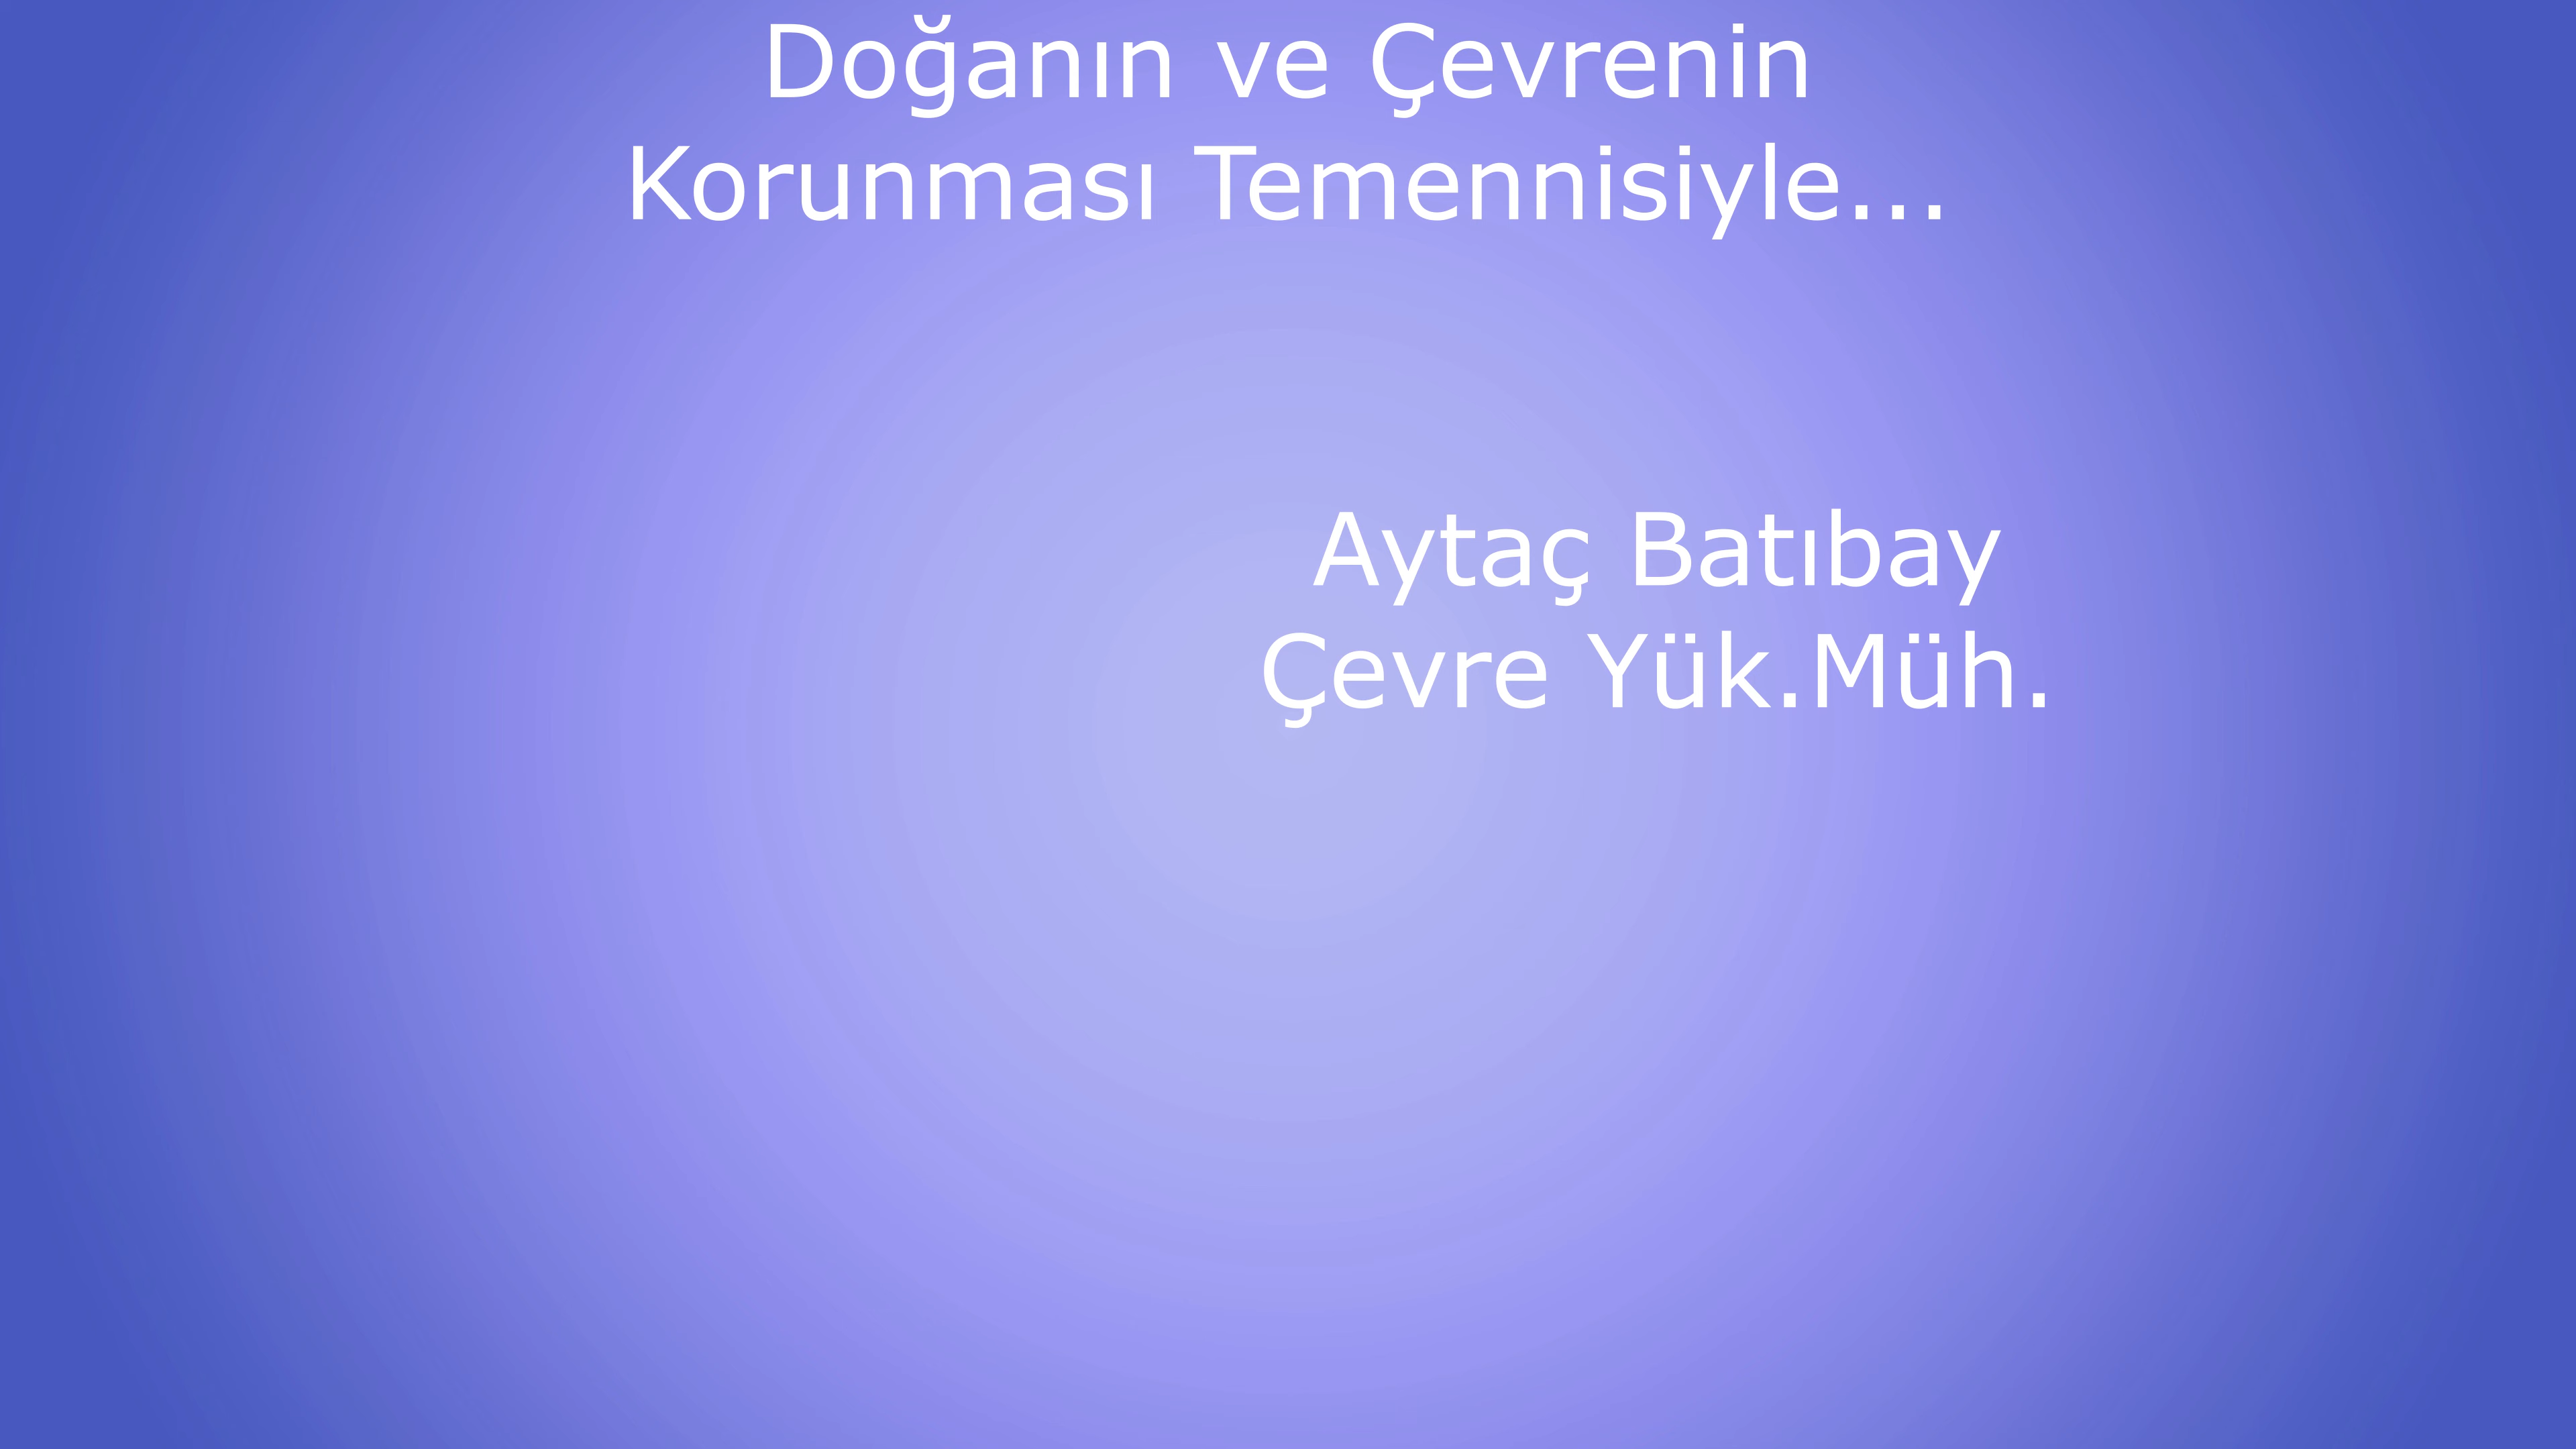 Doğanın ve Çevrenin
Korunması Temennisiyle...
Aytaç Batıbay
Çevre Yük.Müh.